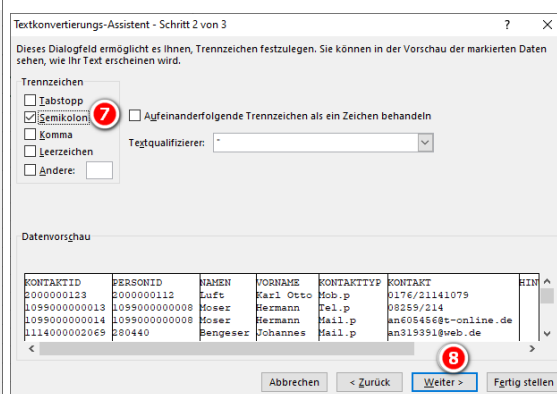 Textkonvertierungs-Assistent - Schritt 2 von 3 ? ×
Dieses Dialogfeld ermöglicht es Ihnen, Trennzeichen festzulegen. Sie können in der Vorschau der markierten Daten
sehen, wie Ihr Text erscheinen wird.
Trennzeichen
Tabstopp
Semikolon 7 Aufeinanderfolgende Trennzeichen als ein Zeichen behandeln
Komma Textqualifizierer: "
Leerzeichen
Andere:
Datenvorschau
KONTAKTID PERSONID NAMEN VORNAME KONTAKTTYP KONTAKT HIN
2000000123 2000000112 Luft Karl Otto Mob.p 0176/21141079
1099000000013 1099000000008 Moser Hermann Tel.p 08259/214
1099000000014 1099000000008 Moser Hermann Mail.p an605456@t-online.de
1114000002069 280440 Bengeser Johannes Mail.p an319391@web.de
8
Abbrechen < Zurück Weiter > Fertig stellen